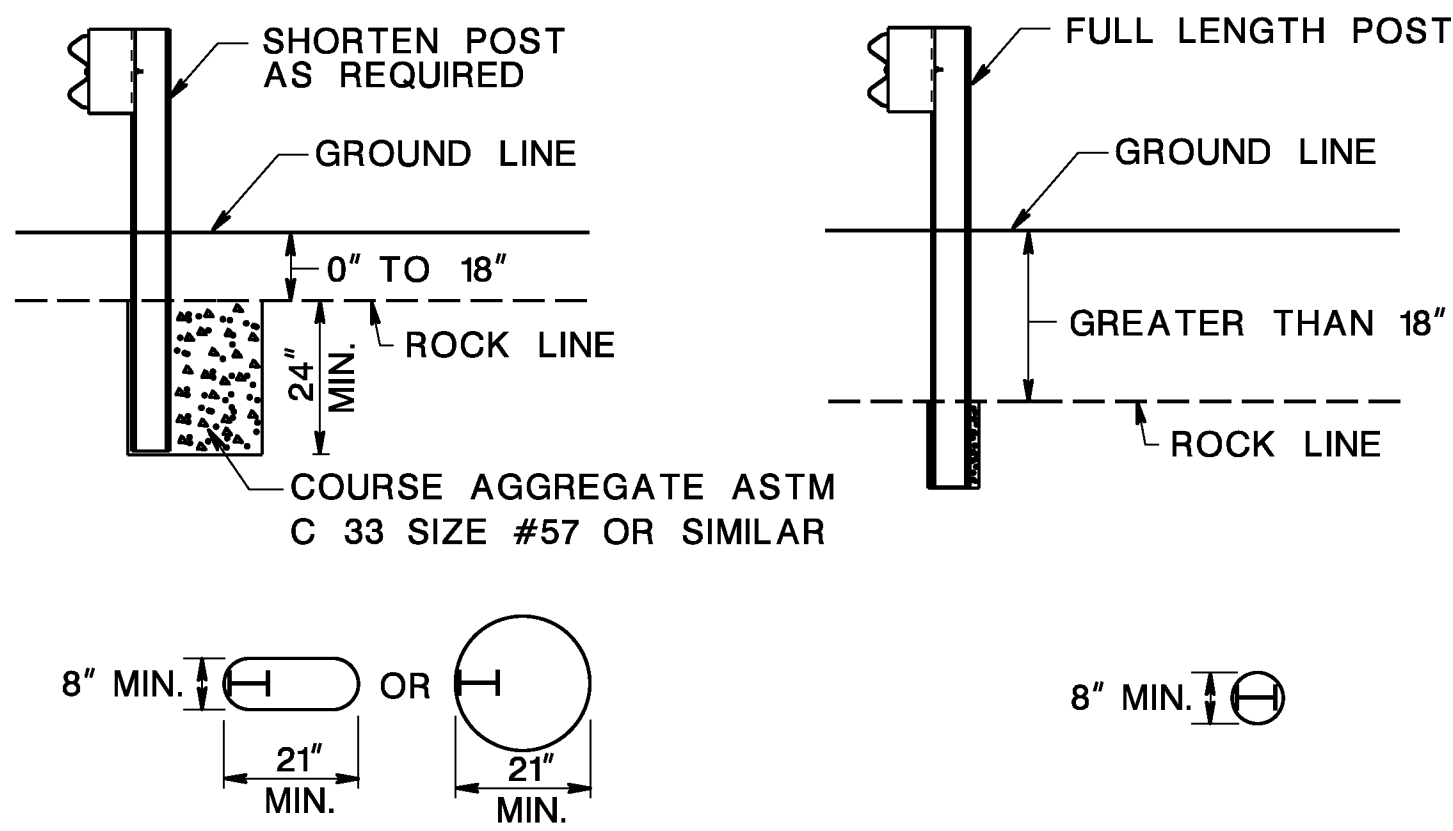 SHORTEN POST
AS REQUIRED
GROUND LINE
0" TO 18"
ROCK LINE
24"
MIN.
COURSE AGGREGATE ASTM
C 33 SIZE #57 OR SIMILAR
8" MIN.
OR
21"
MIN.
21"
MIN.
FULL LENGTH POST
GROUND LINE
GREATER THAN 18"
ROCK LINE
8" MIN.